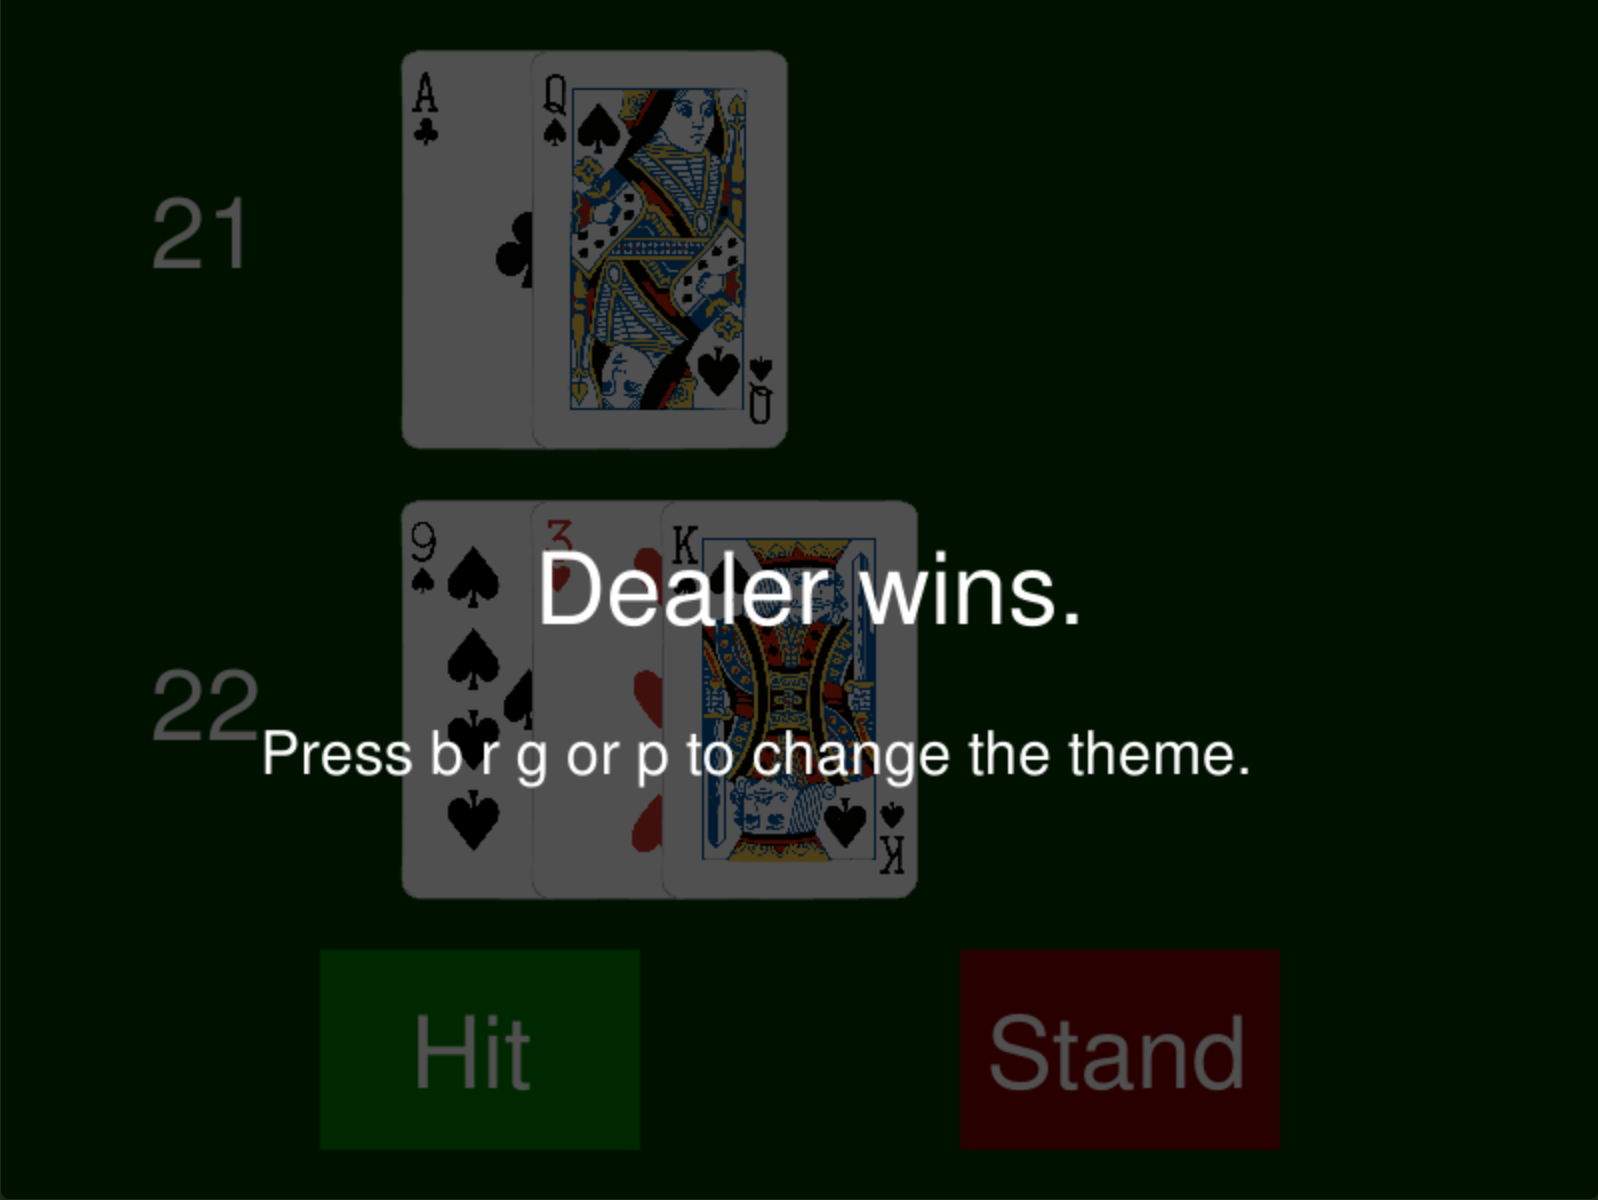 A Q
21
Q
9 3 K
Dealer wins.
22
Press b r g or p to change the theme.
K
Hit Stand